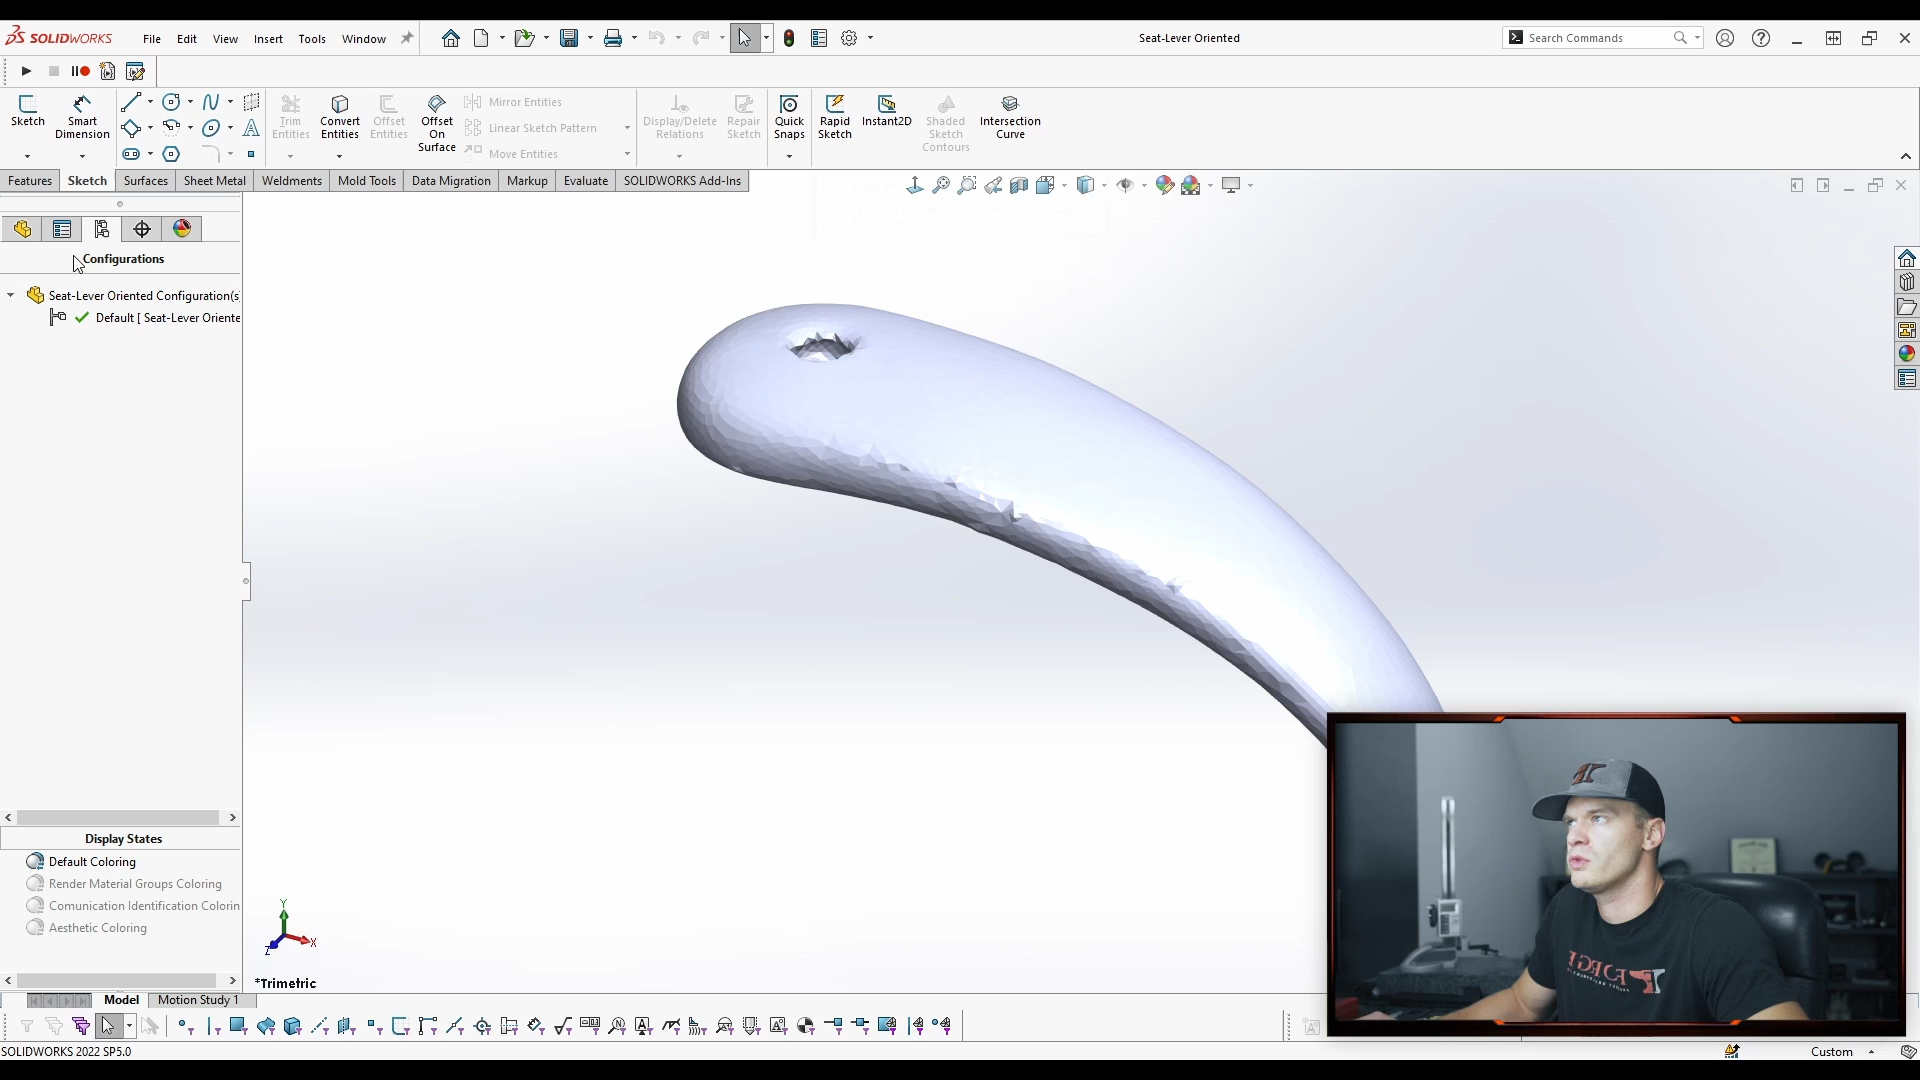 SOLIDWORKS
File Edit View Insert Tools Window
Seat-Lever Oriented
Search Commands
Sketch
Smart Dimension
Trim Entities
Convert Entities
Offset Entities
Offset On Surface
Mirror Entities
Linear Sketch Pattern
Move Entities
Display/Delete Relations
Repair Sketch
Quick Snaps
Rapid Sketch
Instant2D
Shaded Sketch Contours
Intersection Curve
Features Sketch Surfaces Sheet Metal Weldments Mold Tools Data Migration Markup Evaluate SOLIDWORKS Add-Ins
Configurations
Seat-Lever Oriented Configuration(s
Default [ Seat-Lever Oriente
Display States
Default Coloring
Render Material Groups Coloring
Comunication Identification Colorin
Aesthetic Coloring
Y
X
Z
*Trimetric
Model Motion Study 1
SOLIDWORKS 2022 SP5.0
Custom